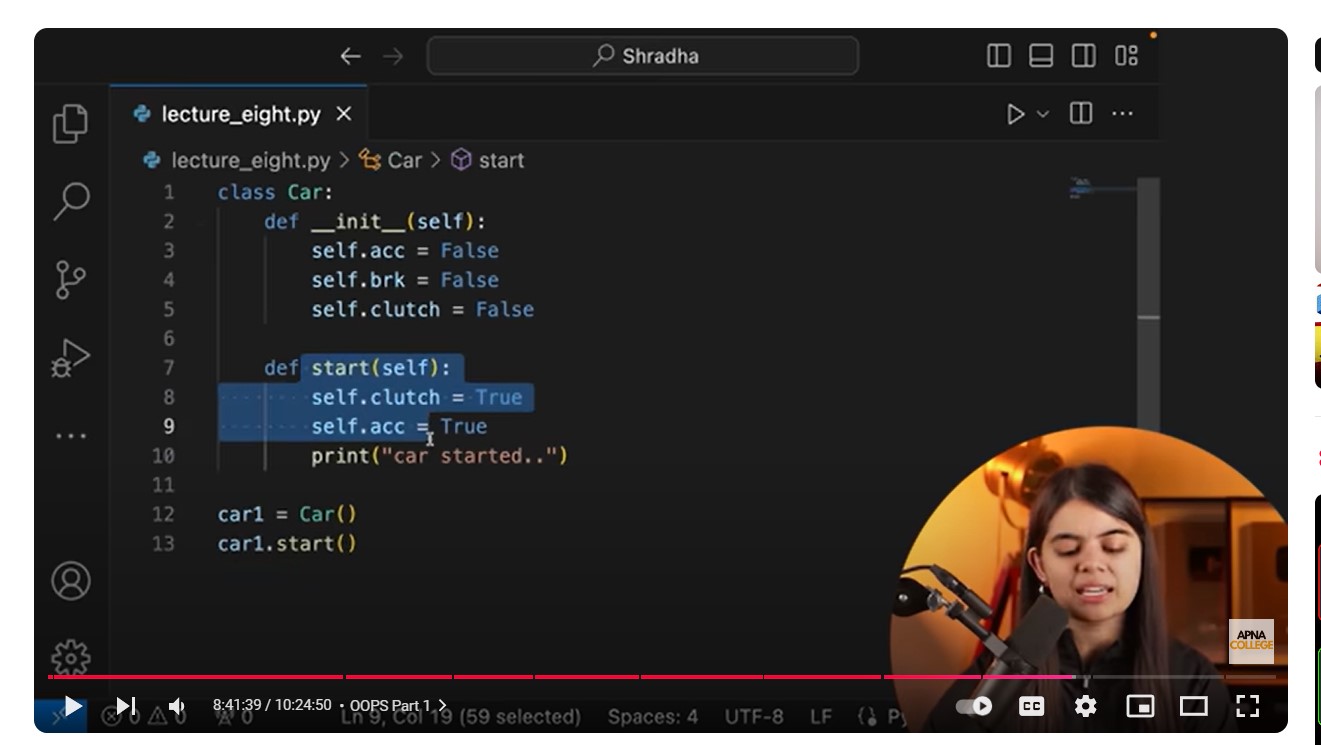 Shradha
lecture_eight.py
lecture_eight.py > Car > start
1 class Car:
2     def __init__(self):
3         self.acc = False
4         self.brk = False
5         self.clutch = False
6
7     def start(self):
8         self.clutch = True
9         self.acc = True
10         print("car started..")
11
12 car1 = Car()
13 car1.start()
APNA
COLLEGE
8:41:39 / 10:24:50 • OOPS Part 1 >
CC
0 0 0 Ln 9, Col 19 (59 selected) Spaces: 4 UTF-8 LF